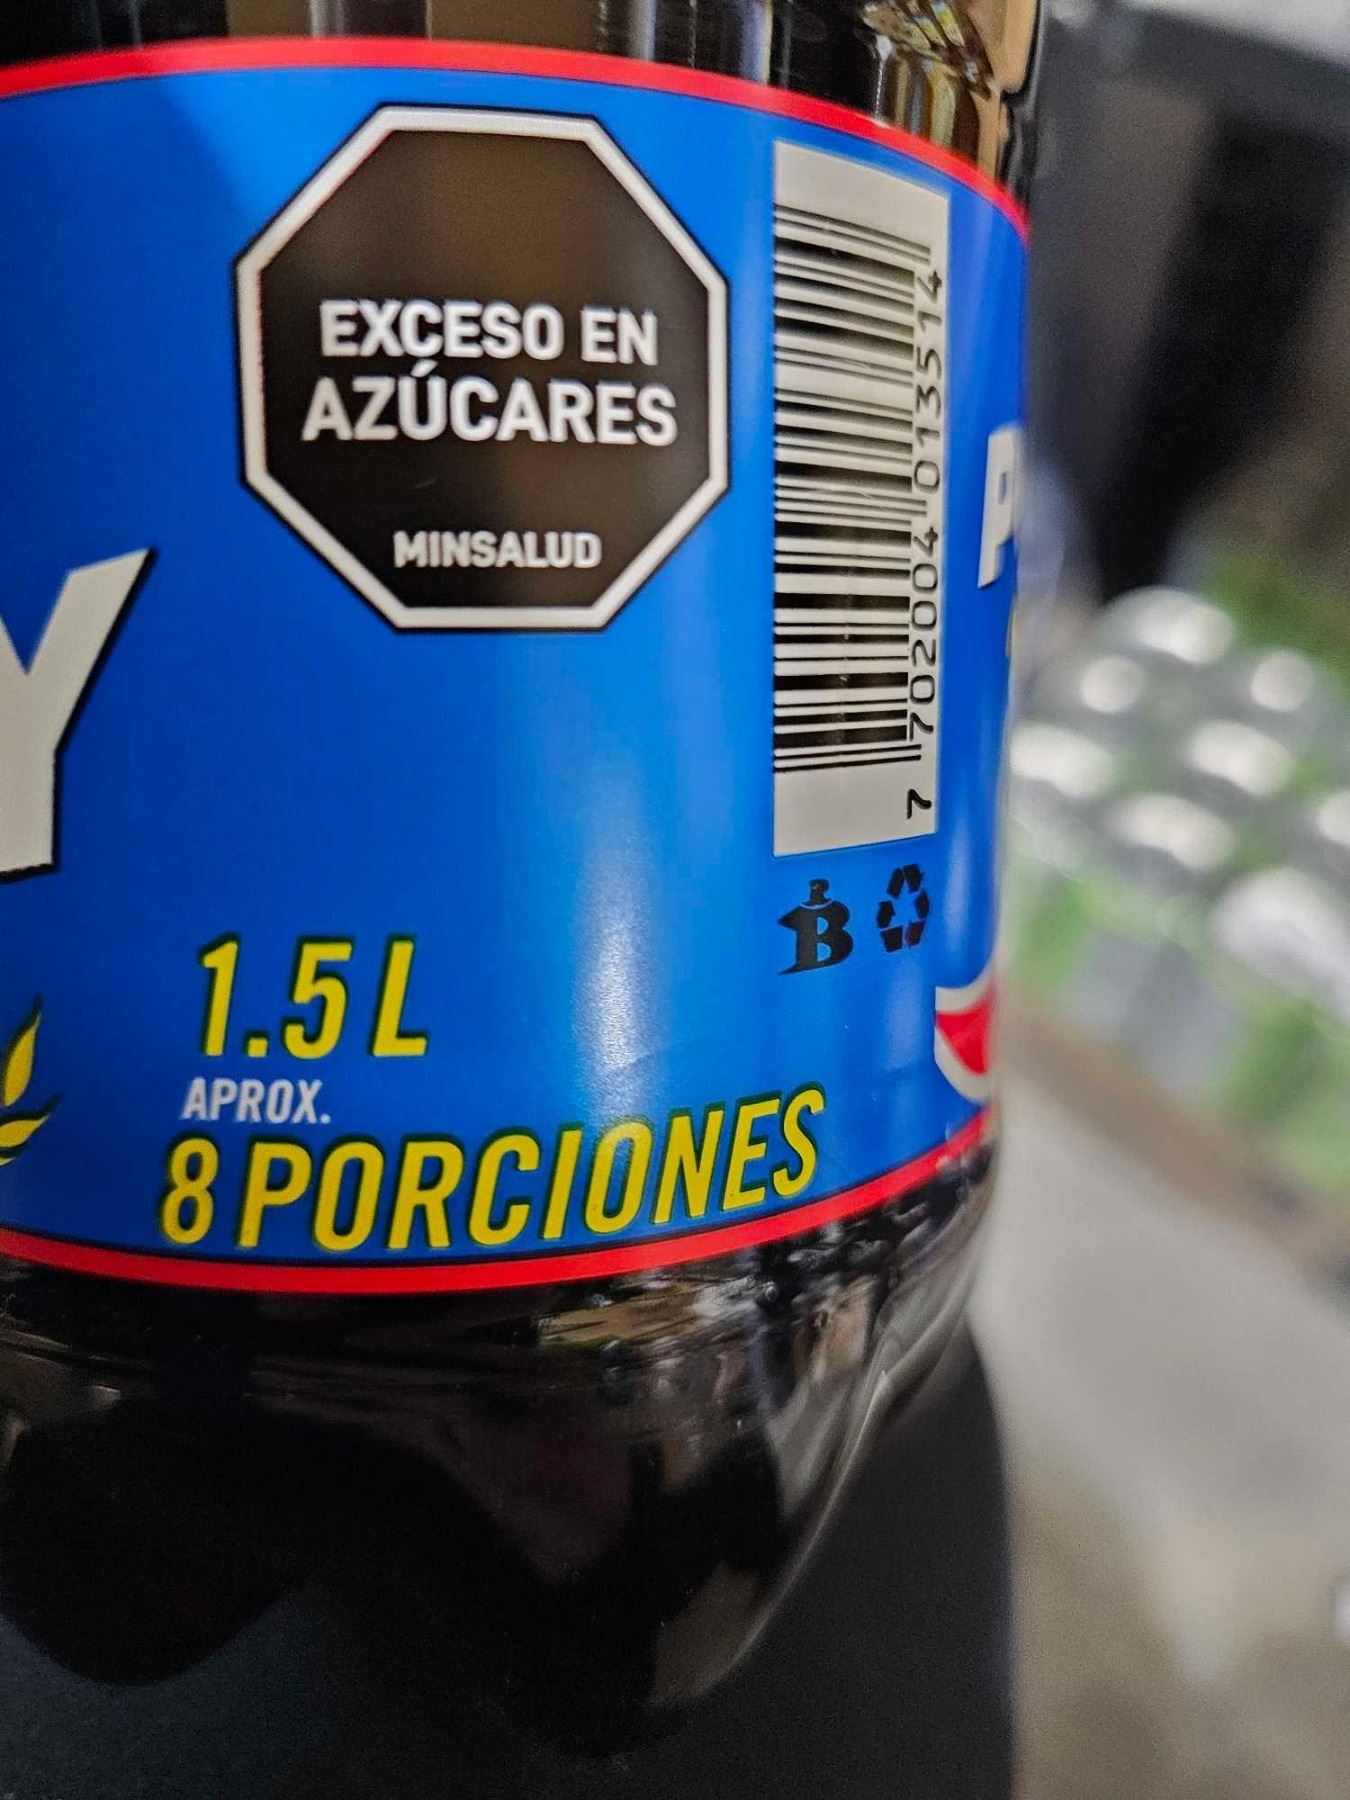 EXCESO EN
AZÚCARES
MINSALUD
7 702004 013514
P
Y
B
1.5 L
APROX.
8 PORCIONES